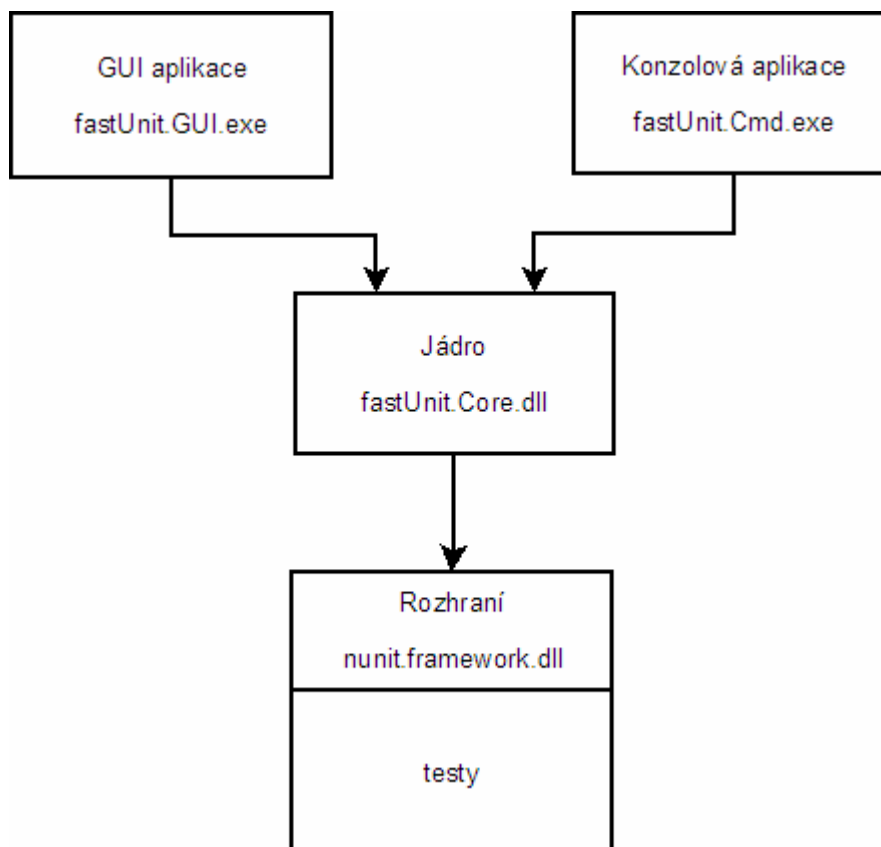 GUI aplikace
fastUnit.GUI.exe
Konzolová aplikace
fastUnit.Cmd.exe
Jádro
fastUnit.Core.dll
Rozhraní
nunit.framework.dll
testy